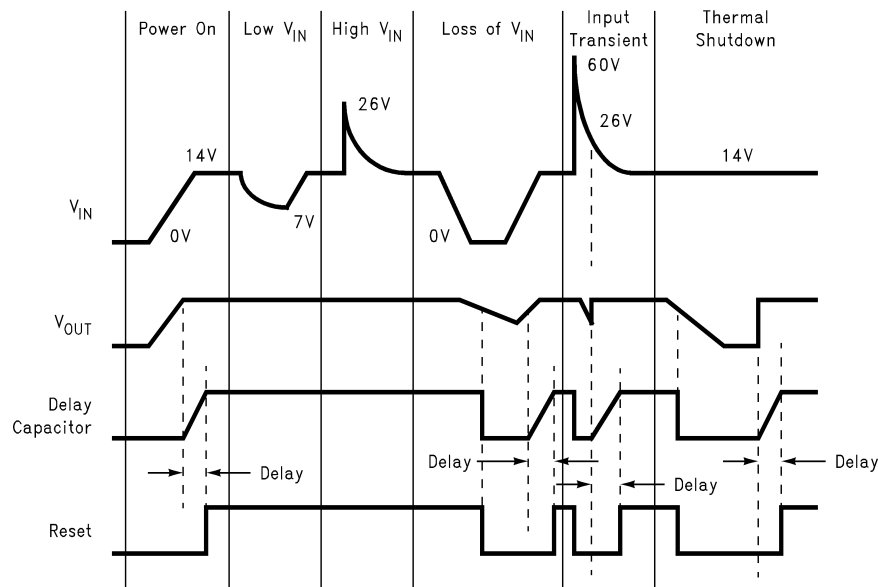 Power On
Low VIN
High VIN
Loss of VIN
Input
Transient
Thermal
Shutdown
60V
26V
26V
14V
14V
VIN
7V
0V
0V
VOUT
Delay
Capacitor
Delay
Delay
Delay
Delay
Reset